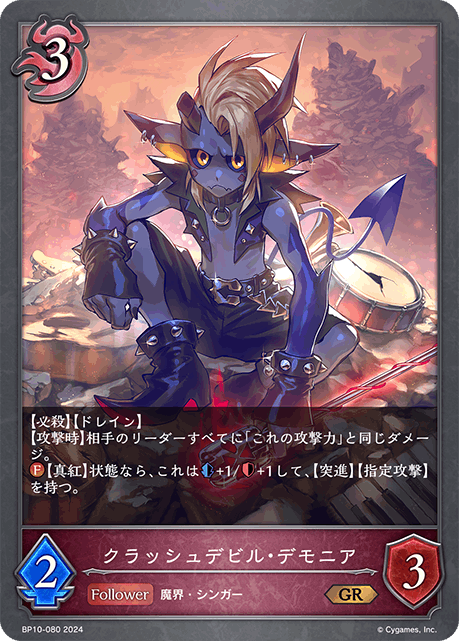 3
【必殺】【ドレイン】
【攻撃時】相手のリーダーすべてに「これの攻撃力」と同じダメー
ジ。
F【真紅】状態なら、これは+1/+1して、【突進】【指定攻撃】
を持つ。
クラッシュデビル・デモニア
2
Follower 魔界・シンガー GR
3
BP10-080 2024 © Cygames, Inc.